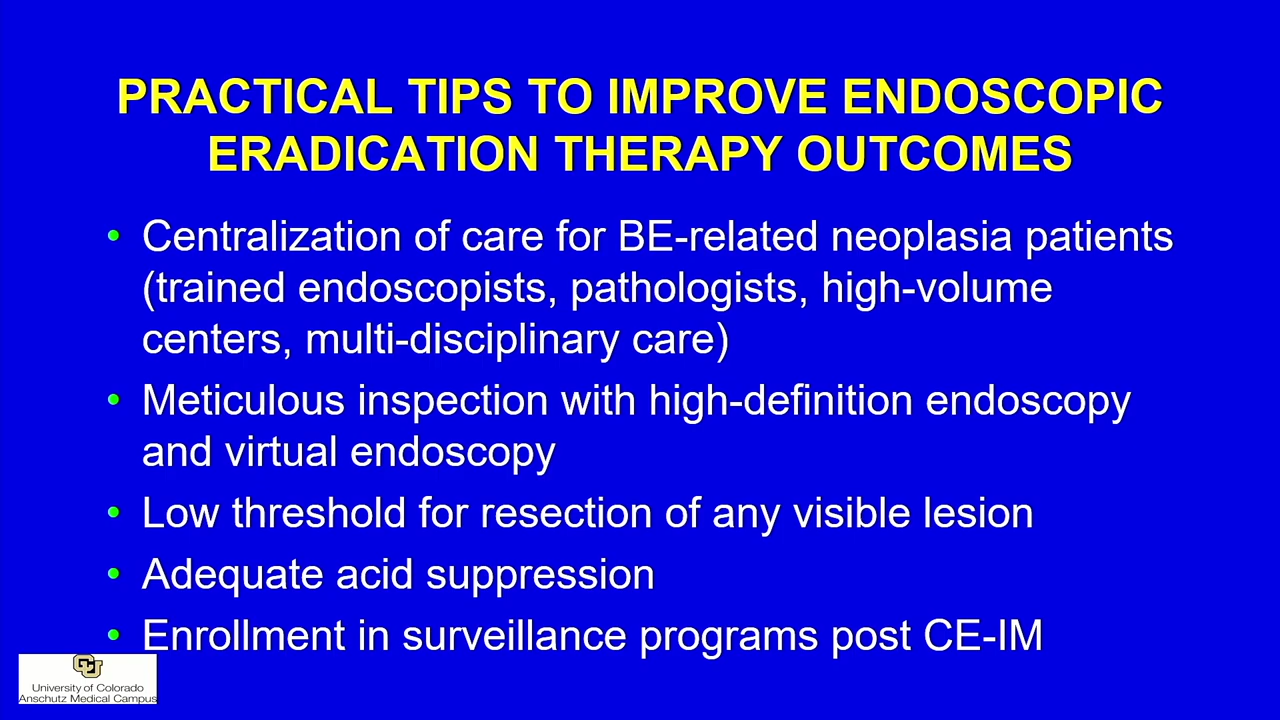 PRACTICAL TIPS TO IMPROVE ENDOSCOPIC
ERADICATION THERAPY OUTCOMES
• Centralization of care for BE-related neoplasia patients
(trained endoscopists, pathologists, high-volume
centers, multi-disciplinary care)
• Meticulous inspection with high-definition endoscopy
and virtual endoscopy
• Low threshold for resection of any visible lesion
• Adequate acid suppression
• Enrollment in surveillance programs post CE-IM
CU
University of Colorado
Anschutz Medical Campus